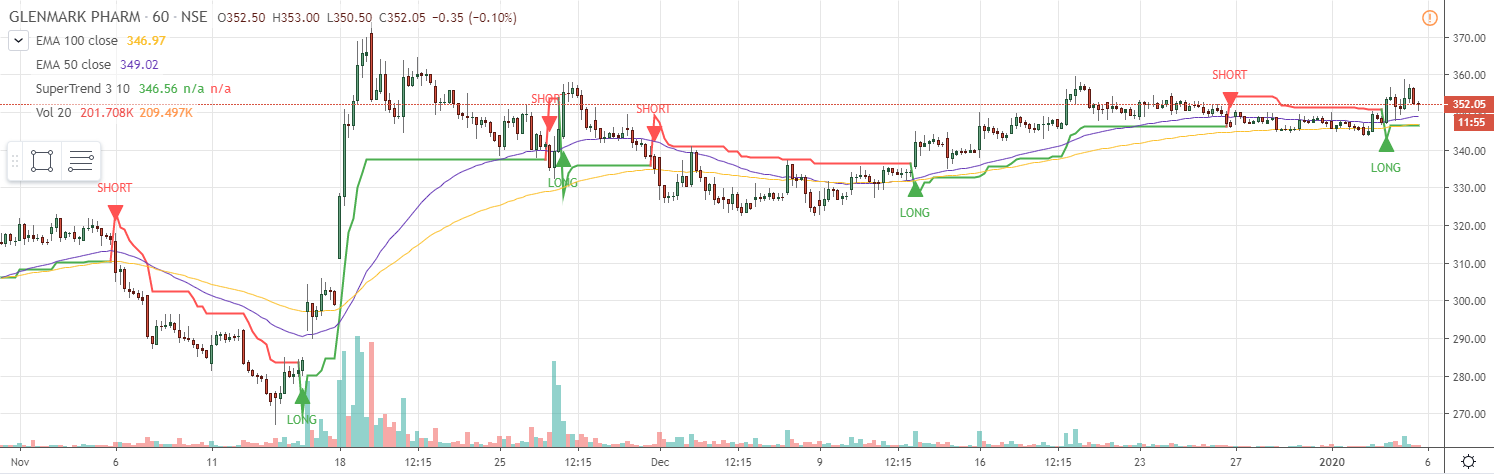 GLENMARK PHARM · 60 · NSE O352.50 H353.00 L350.50 C352.05 −0.35 (−0.10%)
EMA 100 close 346.97
EMA 50 close 349.02
SuperTrend 3 10 346.56 n/a n/a
Vol 20 201.708K 209.497K
370.00
360.00
352.05
11:55
340.00
330.00
320.00
310.00
300.00
290.00
280.00
270.00
SHORT
LONG
SHORT
LONG
SHORT
LONG
SHORT
LONG
Nov 6 11 18 12:15 25 12:15 Dec 12:15 9 12:15 16 12:15 23 27 2020 6